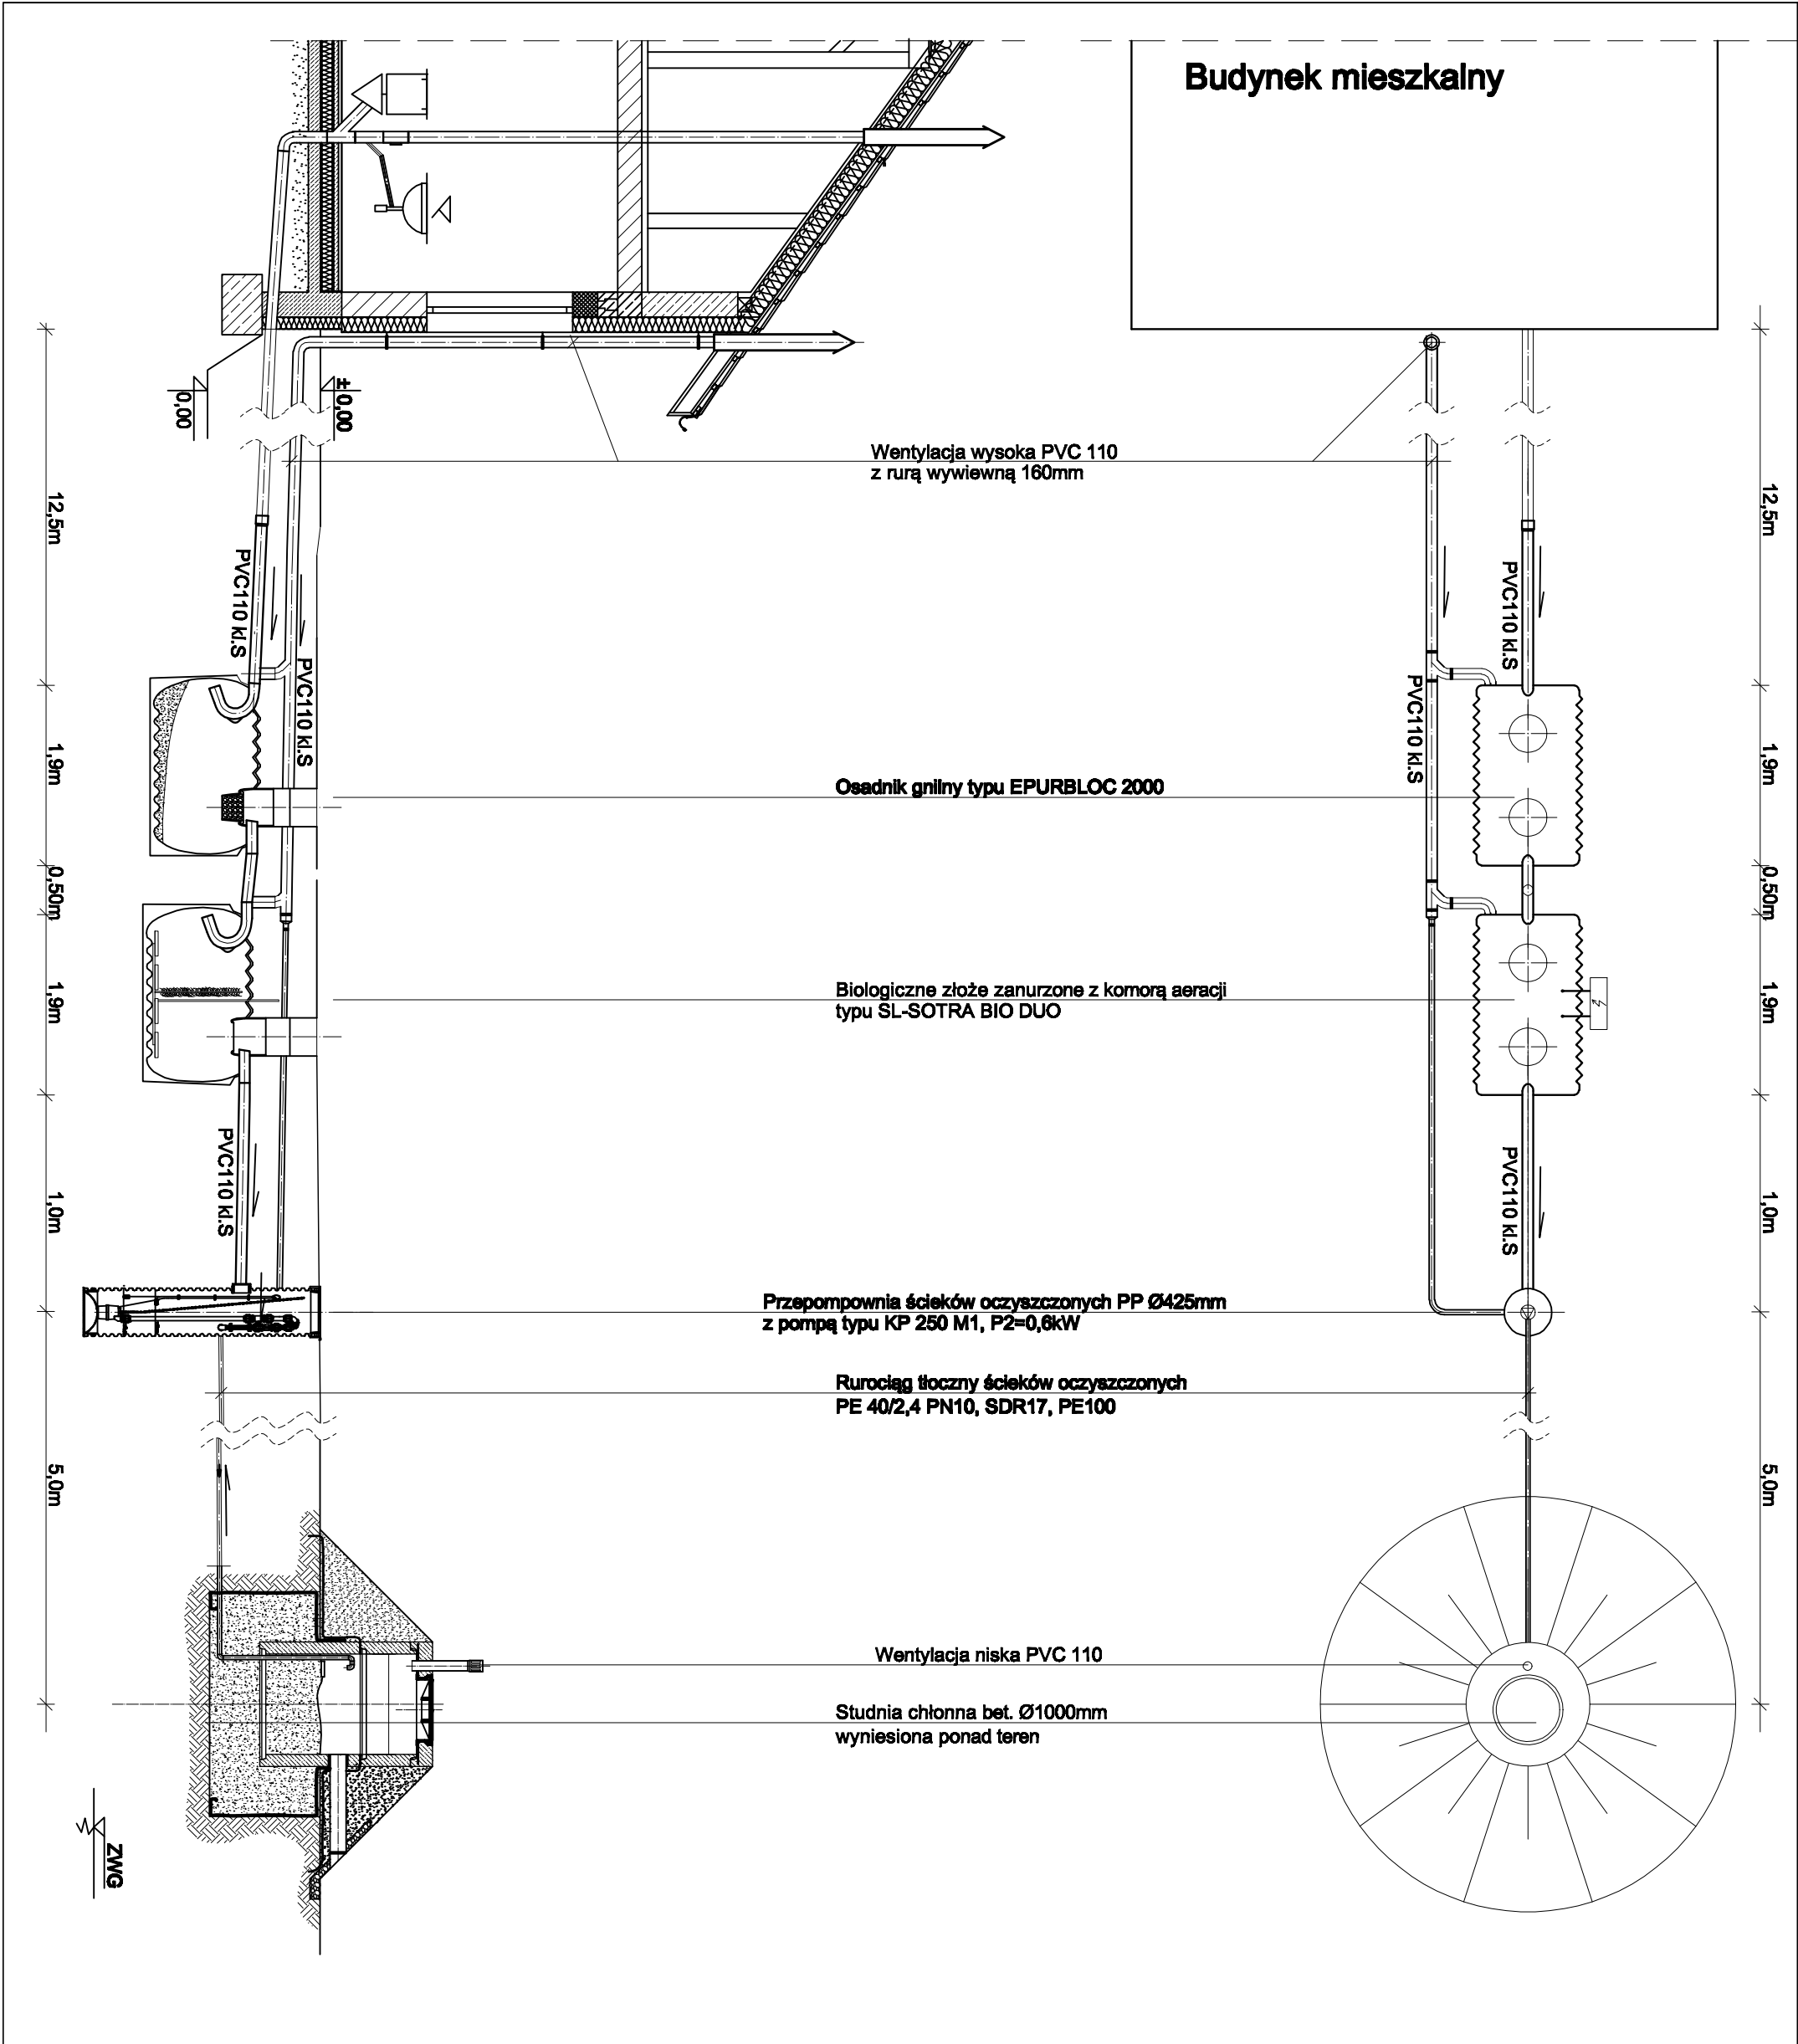 Budynek mieszkalny
± 0,00
0,00
Wentylacja wysoka PVC 110
z rurą wywiewną 160mm
12,5m
12,5m
PVC110 kl.S
PVC110 kl.S
PVC110 kl.S
PVC110 kl.S
1,9m
1,9m
Osadnik gnilny typu EPURBLOC 2000
0,50m
0,50m
1,9m
1,9m
Biologiczne złoże zanurzone z komorą aeracji
typu SL-SOTRA BIO DUO
PVC110 kl.S
PVC110 kl.S
1,0m
1,0m
Przepompownia ścieków oczyszczonych PP Ø425mm
z pompą typu KP 250 M1, P2=0,6kW
Rurociąg tłoczny ścieków oczyszczonych
PE 40/2,4 PN10, SDR17, PE100
5,0m
5,0m
Wentylacja niska PVC 110
Studnia chłonna bet. Ø1000mm
wyniesiona ponad teren
ZWG